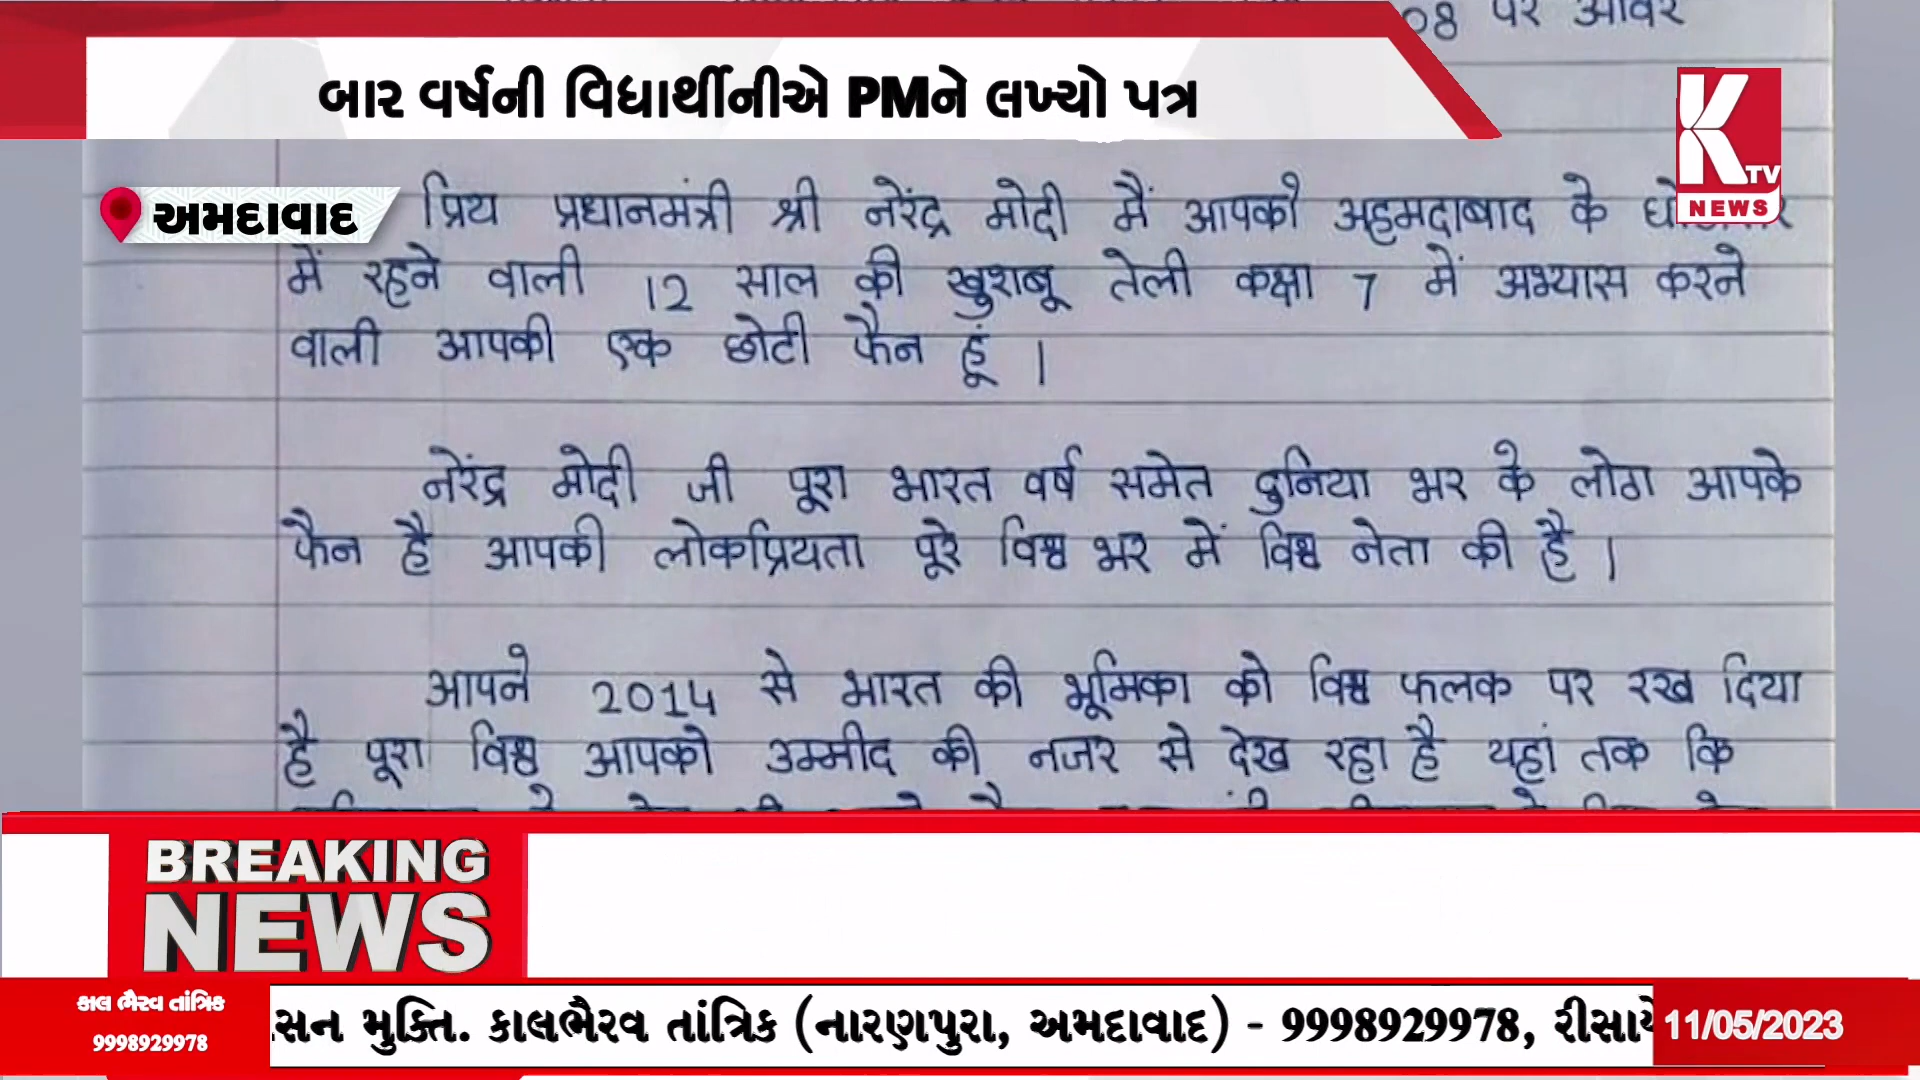 08 पर आवर
બાર વર્ષની વિદ્યાર્થીનીએ PMને લખ્યો પત્ર
K TV NEWS
અમદાવાદ
प्रिय प्रधानमंत्री श्री नरेंद्र मोदी मैं आपको अहमदाबाद के
में रहने वाली 12 साल की खुशबू तेली कक्षा 7 में अभ्यास करने
वाली आपकी एक छोटी फैन हूं ।
नरेंद्र मोदी जी पूरा भारत वर्ष समेत दुनिया भर के लोग आपके
फैन है आपकी लोकप्रियता पूरे विश्व भर में विश्व नेता की है ।
आपने 2014 से भारत की भूमिका को विश्व फलक पर रख दिया
है पूरा विश्व आपको उम्मीद की नजर से देख रहा है यहां तक कि
BREAKING
NEWS
કાલ ભૈરવ તાંત્રિક
9998929978
સન મુક્તિ. કાલભૈરવ તાંત્રિક (નારણપુરા, અમદાવાદ) - 9998929978, રીસાયે
11/05/2023